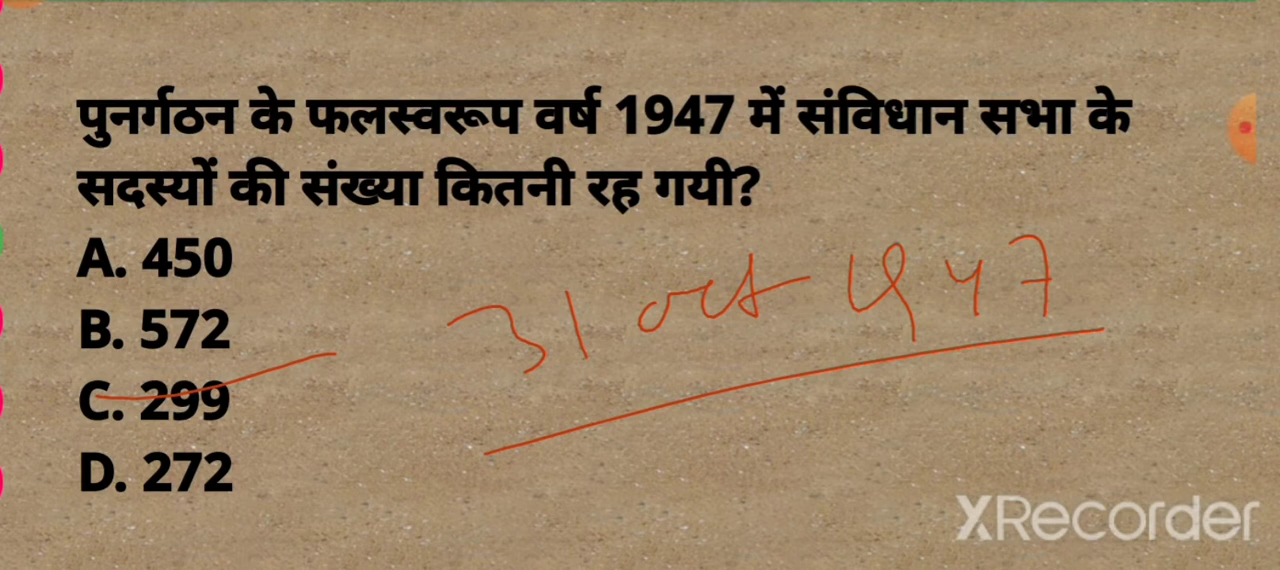 पुनर्गठन के फलस्वरूप वर्ष 1947 में संविधान सभा के
सदस्यों की संख्या कितनी रह गयी?
A. 450
B. 572
C. 299
D. 272
31 oct 1947
XRecorder